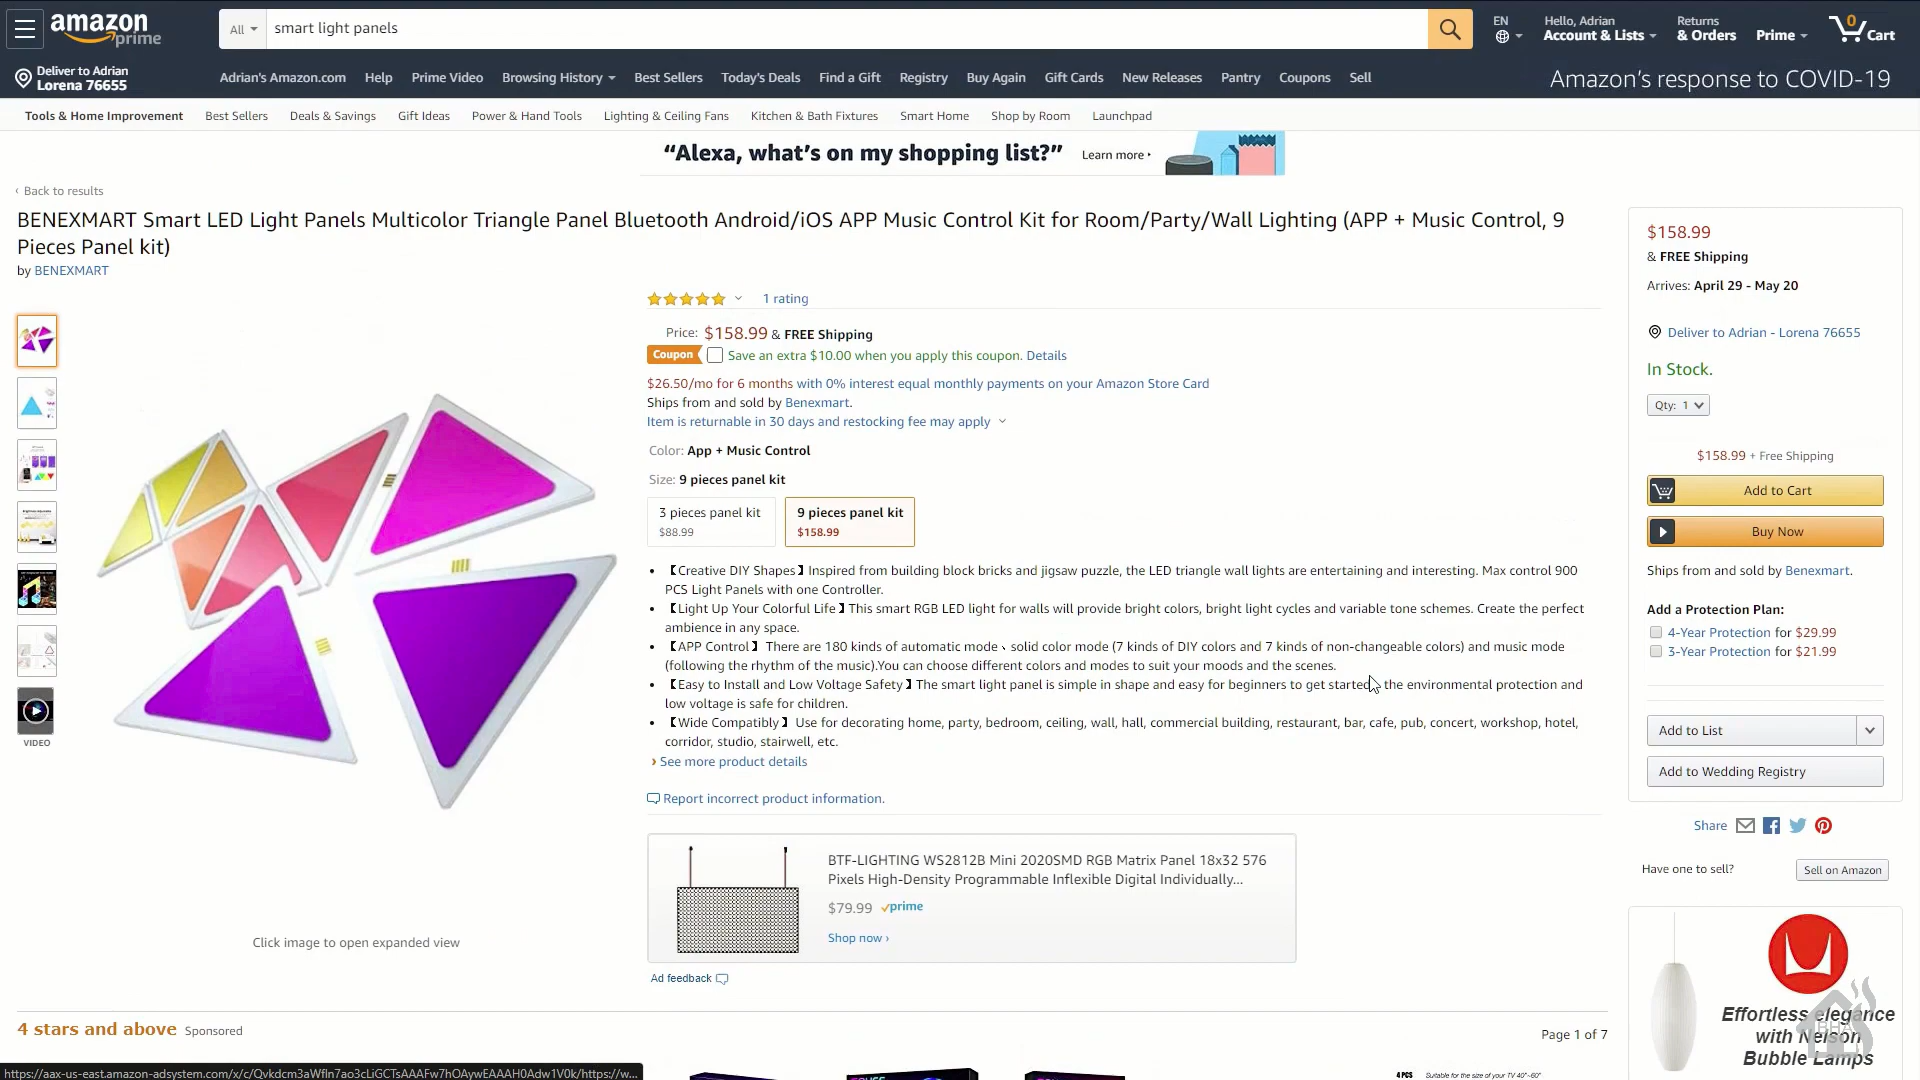 amazon prime
All
smart light panels
EN
Hello, Adrian
Account & Lists
Returns
& Orders
Prime
0
Cart
Deliver to Adrian
Lorena 76655
Adrian's Amazon.com Help Prime Video Browsing History Best Sellers Today's Deals Find a Gift Registry Buy Again Gift Cards New Releases Pantry Coupons Sell
Amazon's response to COVID-19
Tools & Home Improvement Best Sellers Deals & Savings Gift Ideas Power & Hand Tools Lighting & Ceiling Fans Kitchen & Bath Fixtures Smart Home Shop by Room Launchpad
“Alexa, what's on my shopping list?” Learn more
‹ Back to results
BENEXMART Smart LED Light Panels Multicolor Triangle Panel Bluetooth Android/iOS APP Music Control Kit for Room/Party/Wall Lighting (APP + Music Control, 9
Pieces Panel kit)
by BENEXMART
1 rating
Price: $158.99 & FREE Shipping
Coupon Save an extra $10.00 when you apply this coupon. Details
$26.50/mo for 6 months with 0% interest equal monthly payments on your Amazon Store Card
Ships from and sold by Benexmart.
Item is returnable in 30 days and restocking fee may apply
Color: App + Music Control
Size: 9 pieces panel kit
3 pieces panel kit
$88.99
9 pieces panel kit
$158.99
• 【Creative DIY Shapes】Inspired from building block bricks and jigsaw puzzle, the LED triangle wall lights are entertaining and interesting. Max control 900
PCS Light Panels with one Controller.
• 【Light Up Your Colorful Life】This smart RGB LED light for walls will provide bright colors, bright light cycles and variable tone schemes. Create the perfect
ambience in any space.
• 【APP Control】 There are 180 kinds of automatic mode、solid color mode (7 kinds of DIY colors and 7 kinds of non-changeable colors) and music mode
(following the rhythm of the music).You can choose different colors and modes to suit your moods and the scenes.
• 【Easy to Install and Low Voltage Safety】The smart light panel is simple in shape and easy for beginners to get started, the environmental protection and
low voltage is safe for children.
• 【Wide Compatibly】 Use for decorating home, party, bedroom, ceiling, wall, hall, commercial building, restaurant, bar, cafe, pub, concert, workshop, hotel,
corridor, studio, stairwell, etc.
› See more product details
Report incorrect product information.
VIDEO
Click image to open expanded view
BTF-LIGHTING WS2812B Mini 2020SMD RGB Matrix Panel 18x32 576
Pixels High-Density Programmable Inflexible Digital Individually...
$79.99 prime
Shop now ›
Ad feedback
$158.99
& FREE Shipping
Arrives: April 29 - May 20
Deliver to Adrian - Lorena 76655
In Stock.
Qty: 1
$158.99 + Free Shipping
Add to Cart
Buy Now
Ships from and sold by Benexmart.
Add a Protection Plan:
4-Year Protection for $29.99
3-Year Protection for $21.99
Add to List
Add to Wedding Registry
Share
Have one to sell? Sell on Amazon
Effortless elegance
with Nelson
Bubble Lamps
BHA
4 stars and above Sponsored
Page 1 of 7
4 PCS Suitable for the size of your TV 40"~60"